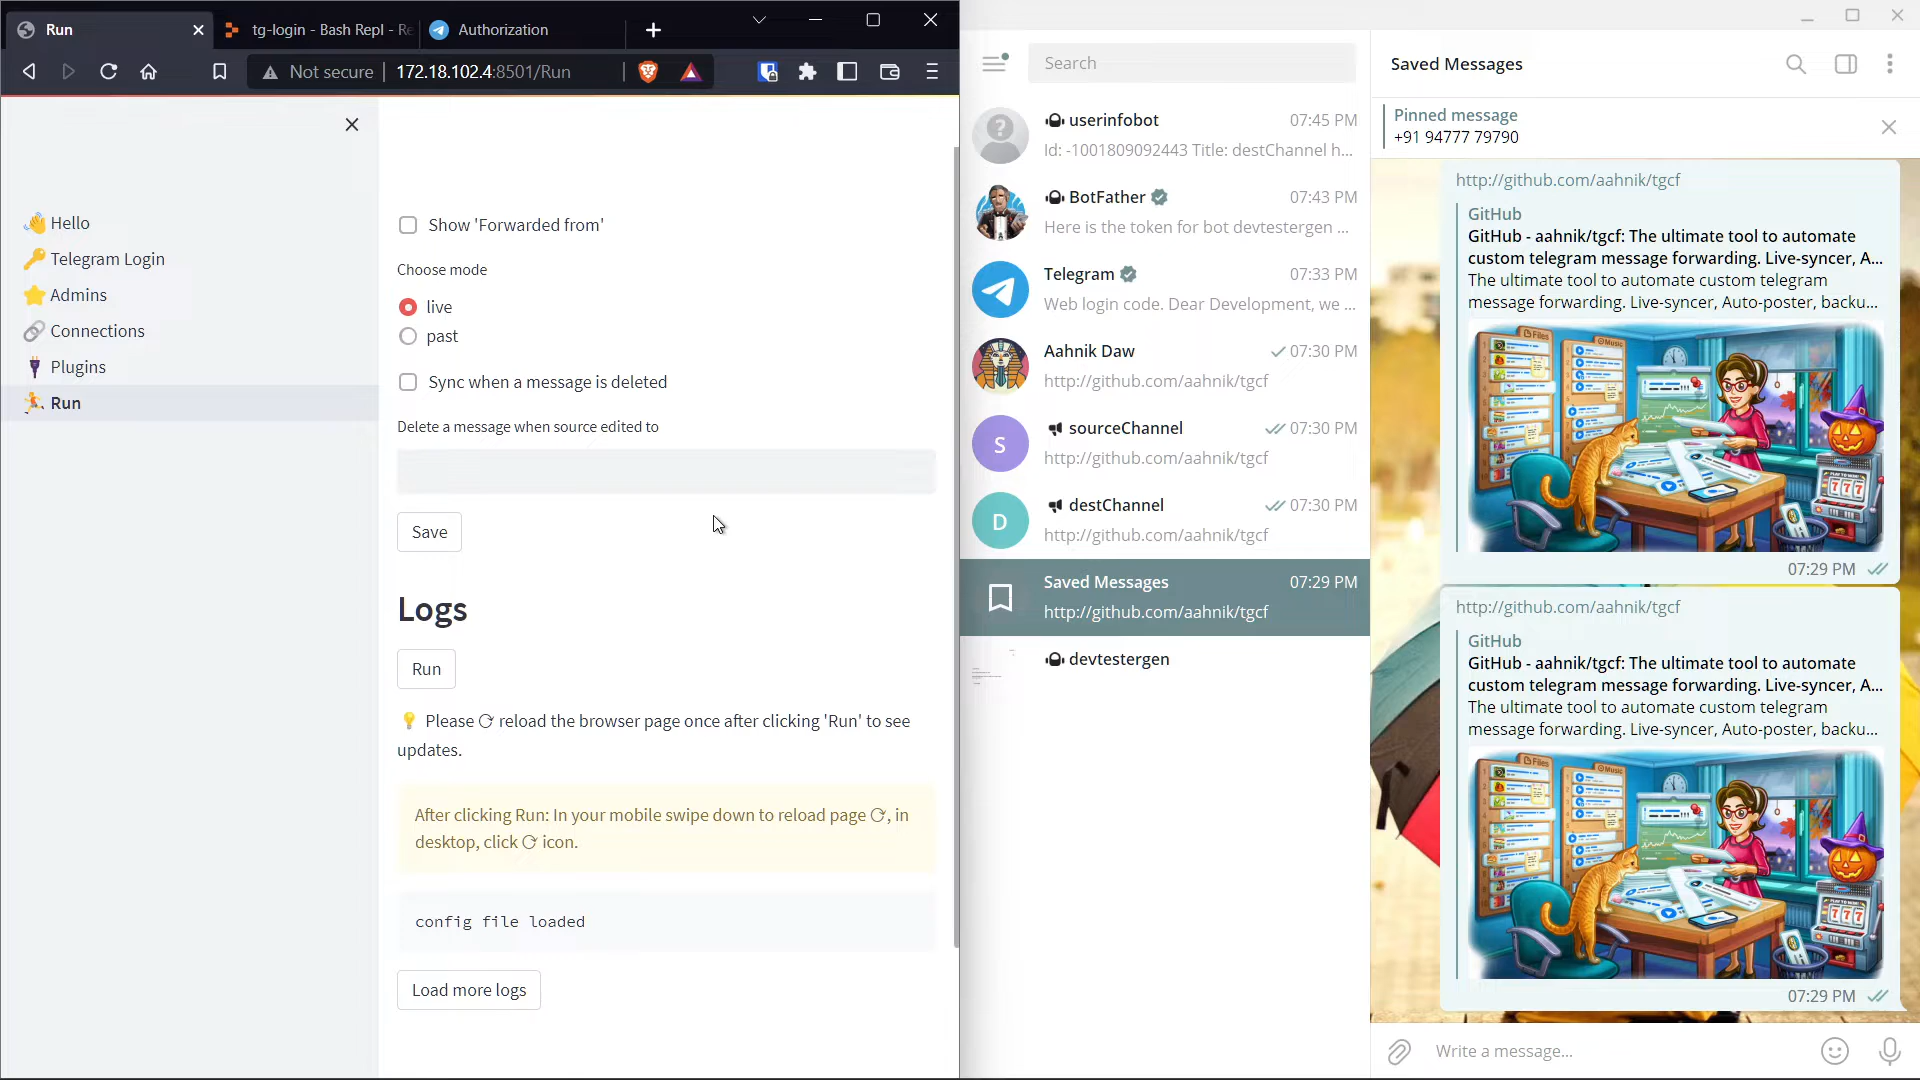 Run
tg-login - Bash Repl - Re
Authorization
Not secure
172.18.102.4:8501/Run
Hello
Telegram Login
Admins
Connections
Plugins
Run
Show 'Forwarded from'
Choose mode
live
past
Sync when a message is deleted
Delete a message when source edited to
Save
Logs
Run
Please reload the browser page once after clicking 'Run' to see
updates.
After clicking Run: In your mobile swipe down to reload page , in
desktop, click icon.
config file loaded
Load more logs
Search
userinfobot 07:45 PM
Id: -1001809092443 Title: destChannel h...
BotFather 07:43 PM
Here is the token for bot devtestergen ...
Telegram 07:33 PM
Web login code. Dear Development, we ...
Aahnik Daw 07:30 PM
http://github.com/aahnik/tgcf
S
sourceChannel 07:30 PM
http://github.com/aahnik/tgcf
D
destChannel 07:30 PM
http://github.com/aahnik/tgcf
Saved Messages 07:29 PM
http://github.com/aahnik/tgcf
devtestergen
Saved Messages
Pinned message
+91 94777 79790
http://github.com/aahnik/tgcf
GitHub
GitHub - aahnik/tgcf: The ultimate tool to automate
custom telegram message forwarding. Live-syncer, A...
The ultimate tool to automate custom telegram
message forwarding. Live-syncer, Auto-poster, backu...
Files
Music
777
07:29 PM
http://github.com/aahnik/tgcf
GitHub
GitHub - aahnik/tgcf: The ultimate tool to automate
custom telegram message forwarding. Live-syncer, A...
The ultimate tool to automate custom telegram
message forwarding. Live-syncer, Auto-poster, backu...
Files
Music
777
07:29 PM
Write a message...